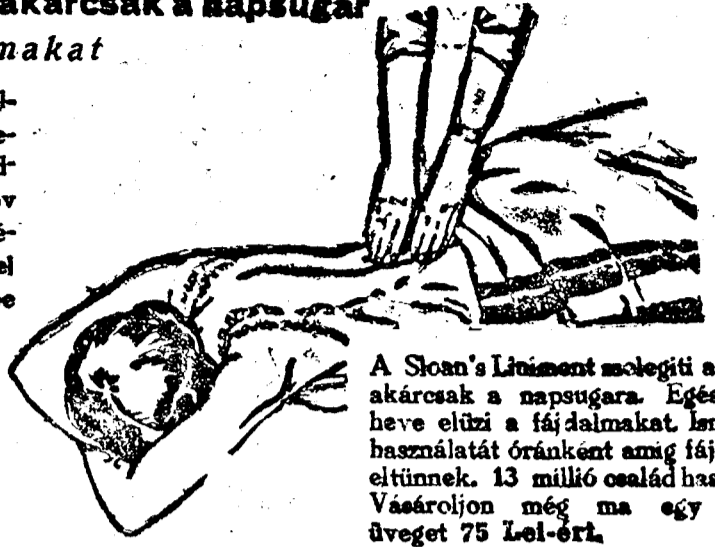 akárcsak a napsugár
makat
A Sloan's Liniment melegiti a
akárcsak a napsugara. Egés
heve elűzi a fájdalmakat. Is
használatát óránként amig fáj
eltünnek. 13 millió család has
Vásároljon még ma egy
üveget 75 Lei-ért.